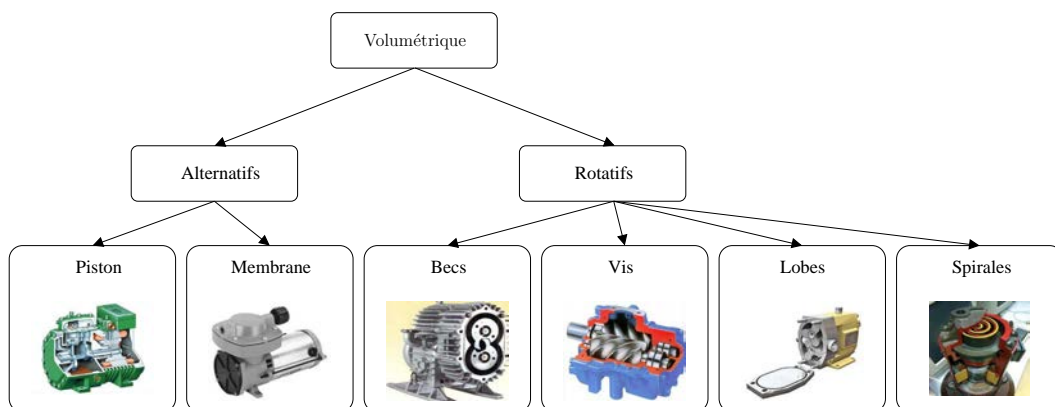 Volumétrique
Alternatifs
Rotatifs
Piston
Membrane
Becs
Vis
Lobes
Spirales